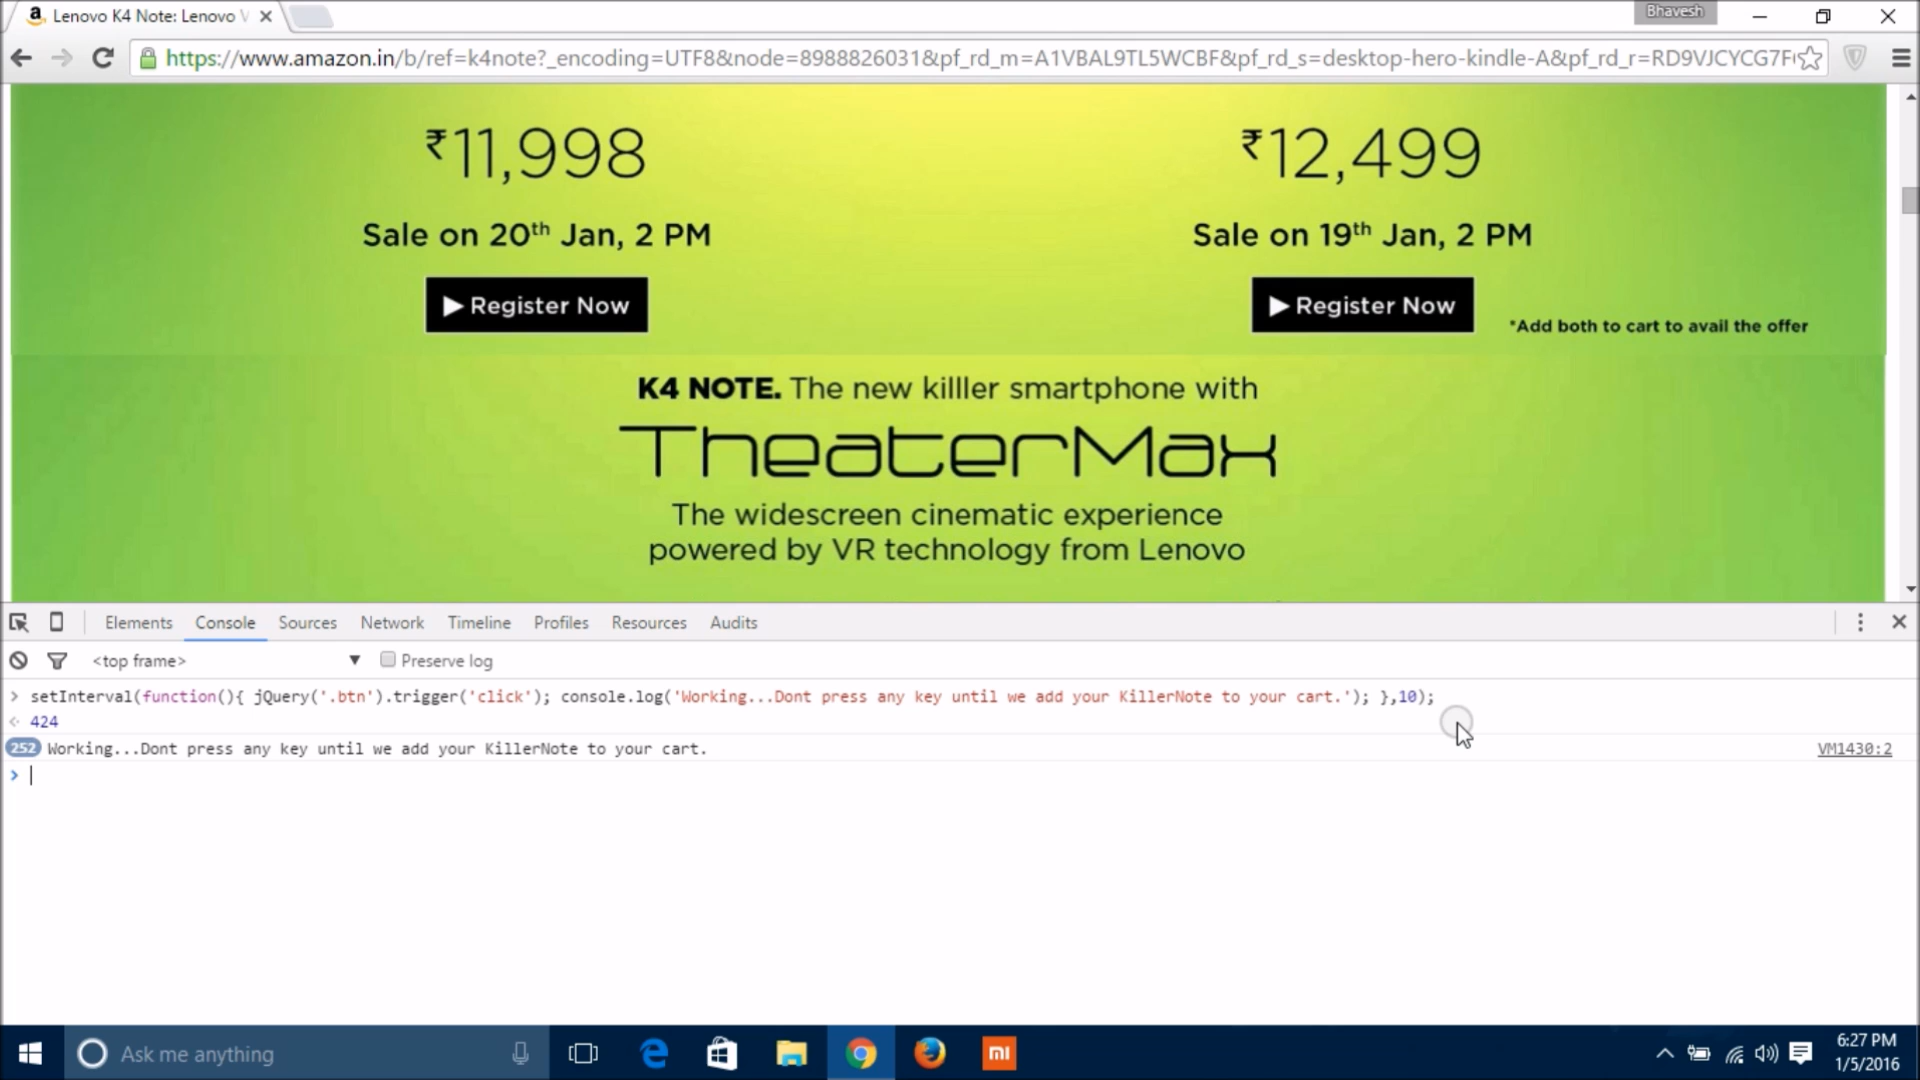 Lenovo K4 Note: Lenovo V
Bhavesh
https://www.amazon.in/b/ref=k4note?_encoding=UTF8&node=8988826031&pf_rd_m=A1VBAL9TL5WCBF&pf_rd_s=desktop-hero-kindle-A&pf_rd_r=RD9VJCYCG7F
₹11,998
₹12,499
Sale on 20th Jan, 2 PM
Sale on 19th Jan, 2 PM
Register Now
Register Now
*Add both to cart to avail the offer
K4 NOTE. The new killler smartphone with
TheaterMax
The widescreen cinematic experience
powered by VR technology from Lenovo
Elements Console Sources Network Timeline Profiles Resources Audits
<top frame> Preserve log
setInterval(function(){ jQuery('.btn').trigger('click'); console.log('Working...Dont press any key until we add your KillerNote to your cart.'); },10);
424
252 Working...Dont press any key until we add your KillerNote to your cart. VM1430:2
Ask me anything
mi
6:27 PM
1/5/2016